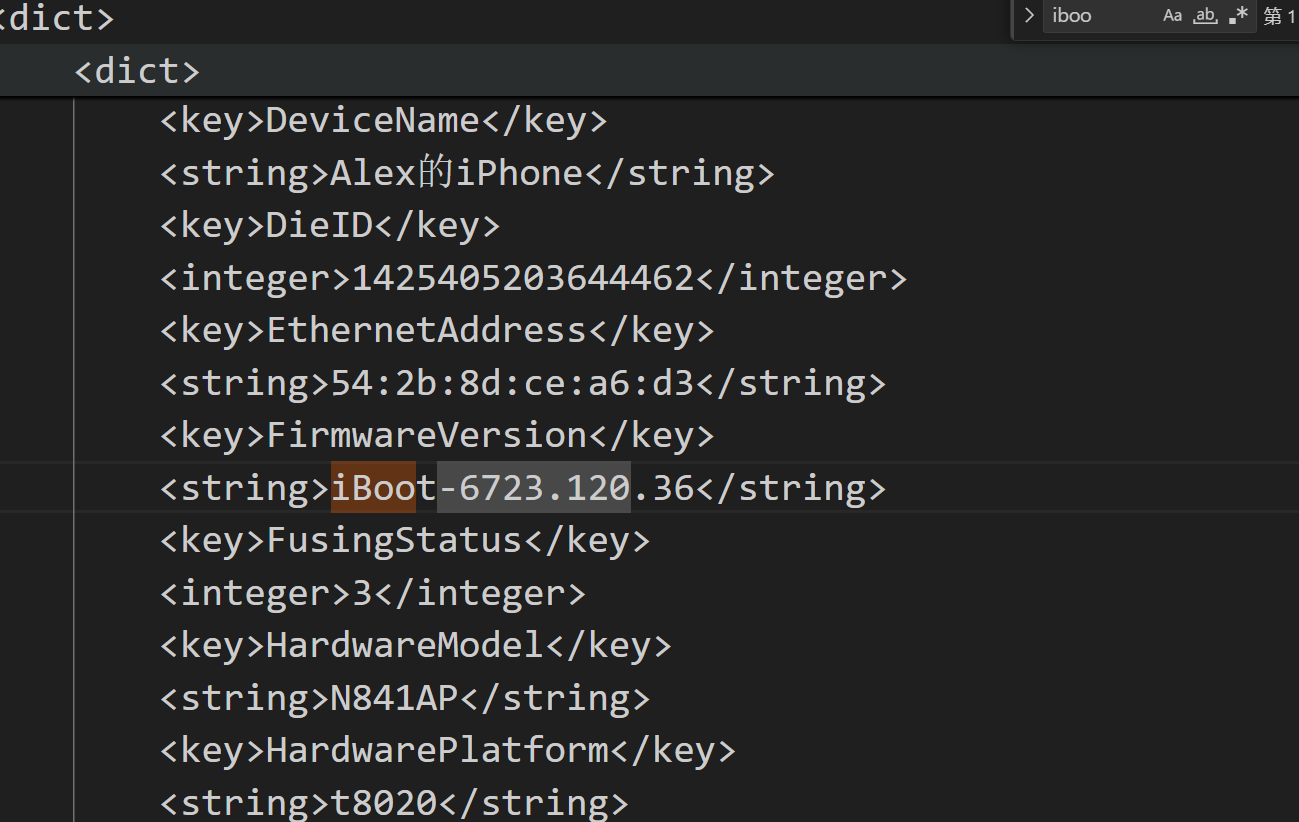 <dict>
iboo Aa ab .* 第 1
<dict>
<key>DeviceName</key>
<string>Alex的iPhone</string>
<key>DieID</key>
<integer>1425405203644462</integer>
<key>EthernetAddress</key>
<string>54:2b:8d:ce:a6:d3</string>
<key>FirmwareVersion</key>
<string>iBoot-6723.120.36</string>
<key>FusingStatus</key>
<integer>3</integer>
<key>HardwareModel</key>
<string>N841AP</string>
<key>HardwarePlatform</key>
<string>t8020</string>